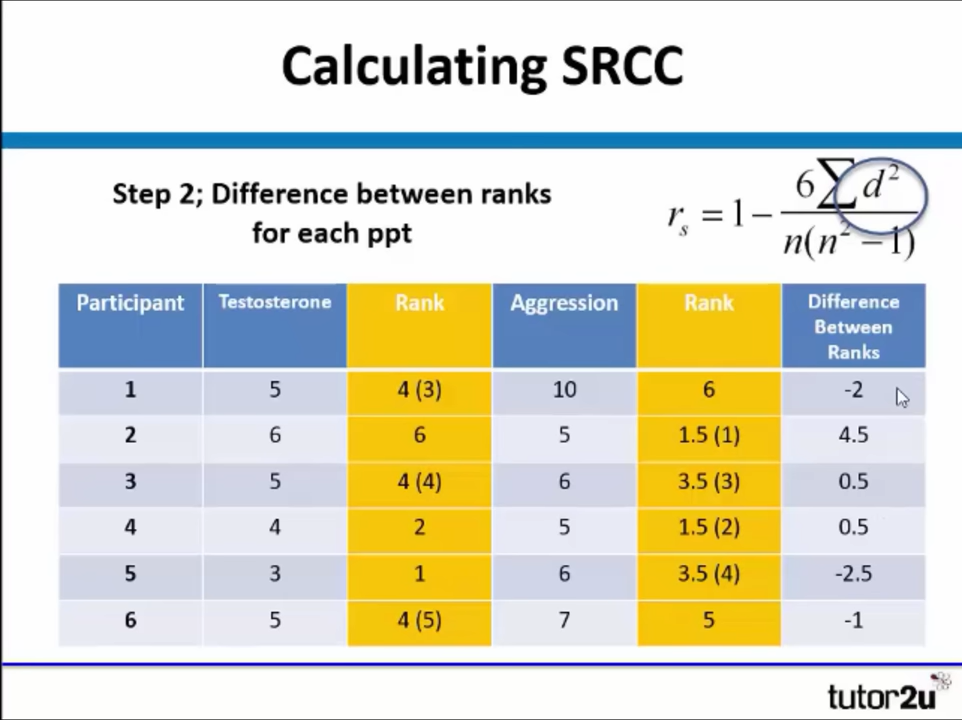 Calculating SRCC
Step 2; Difference between ranks
for each ppt
r_s = 1 - 6∑d² / n(n² - 1)
Participant Testosterone Rank Aggression Rank Difference
Between
Ranks
1 5 4 (3) 10 6 -2
2 6 6 5 1.5 (1) 4.5
3 5 4 (4) 6 3.5 (3) 0.5
4 4 2 5 1.5 (2) 0.5
5 3 1 6 3.5 (4) -2.5
6 5 4 (5) 7 5 -1
tutor2u